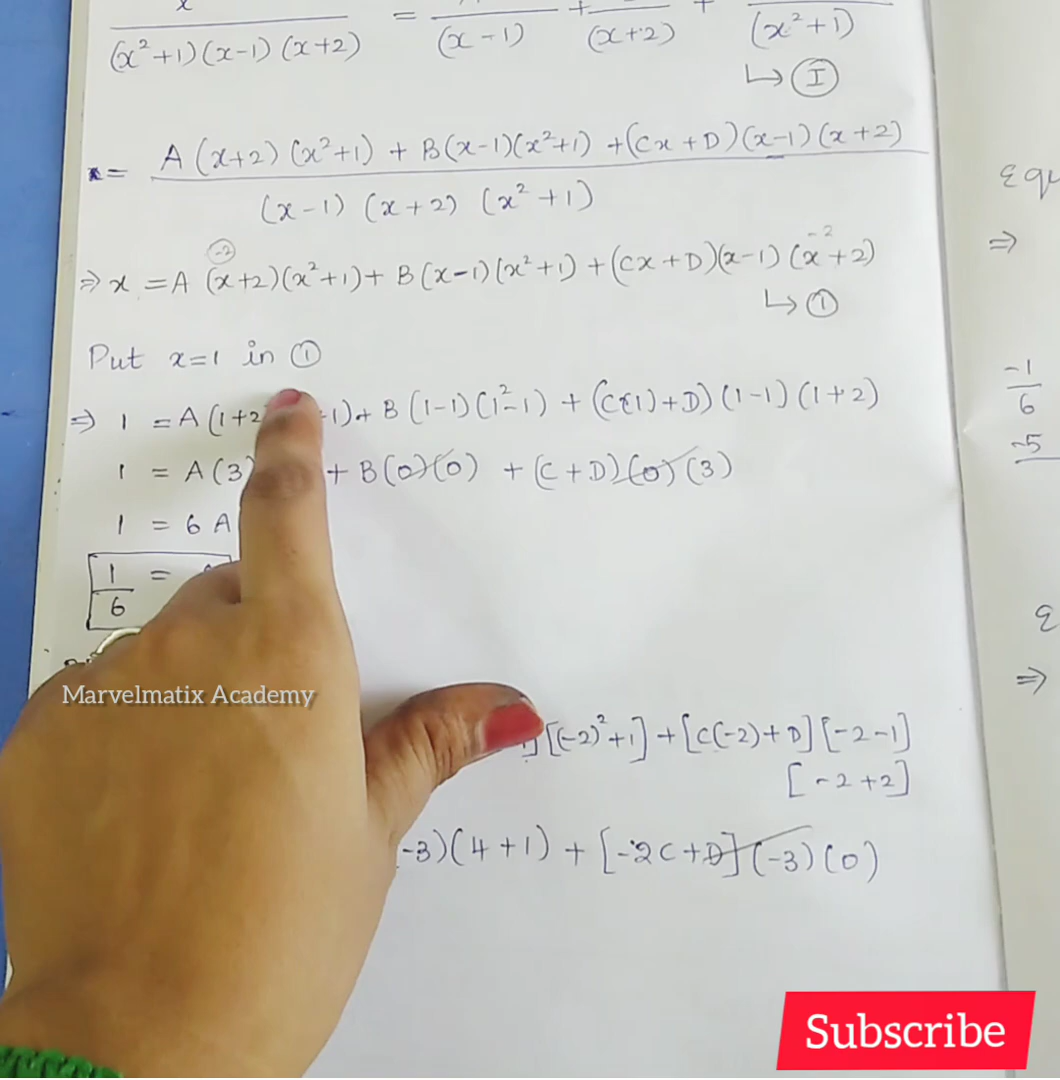 x
(x²+1)(x-1)(x+2) = (x-1) + (x+2) + (x²+1)
↳ Ⓘ
x = A(x+2)(x²+1) + B(x-1)(x²+1) + (Cx+D)(x-1)(x+2)
(x-1) (x+2) (x²+1)
-2 -2
⇒ x = A (x+2)(x²+1) + B(x-1)(x²+1) + (Cx+D)(x-1)(x+2)
↳ ①
Put x=1 in ①
⇒ 1 = A(1+2 -1)+ B(1-1)(1²-1) + (C(1)+D)(1-1)(1+2)
1 = A(3) + B(0)(0) + (C+D)(0)(3)
1 = 6A
1/6 =
][(-2)²+1] + [C(-2)+D][-2-1]
[-2+2]
-3)(4+1) + [-2C+D](-3)(0)
Equ
⇒
-1/6
-5
⇒
Marvelmatix Academy
Subscribe